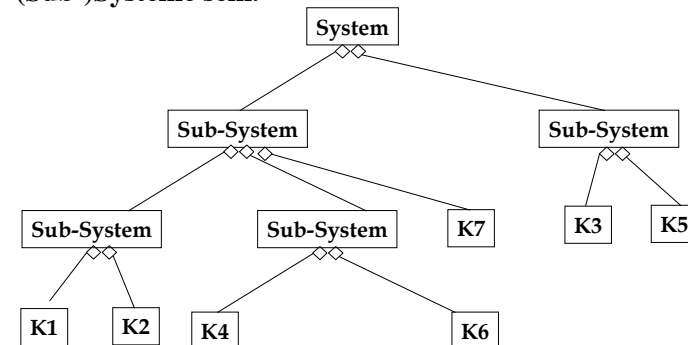 (Sub-)Systeme sein.
System
Sub-System
Sub-System
Sub-System
Sub-System
K7
K3
K5
K1
K2
K4
K6